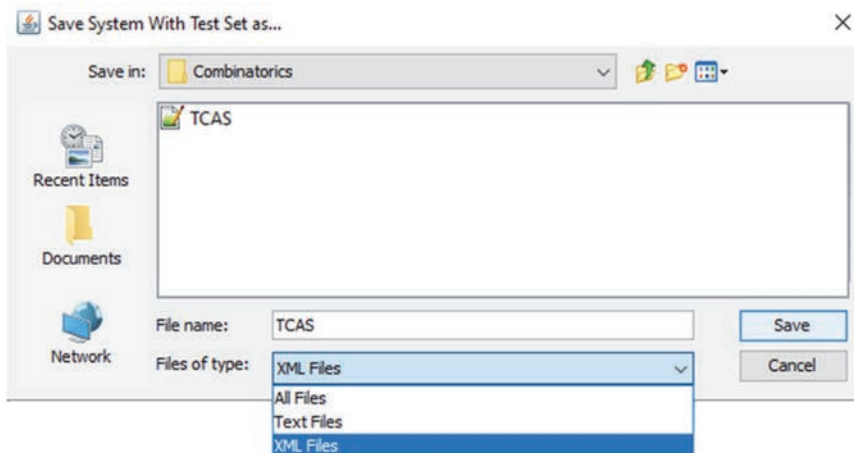 Save System With Test Set as...
Save in: Combinatorics
TCAS
Recent Items
Documents
Network
File name: TCAS Save
Files of type: XML Files Cancel
All Files
Text Files
XML Files